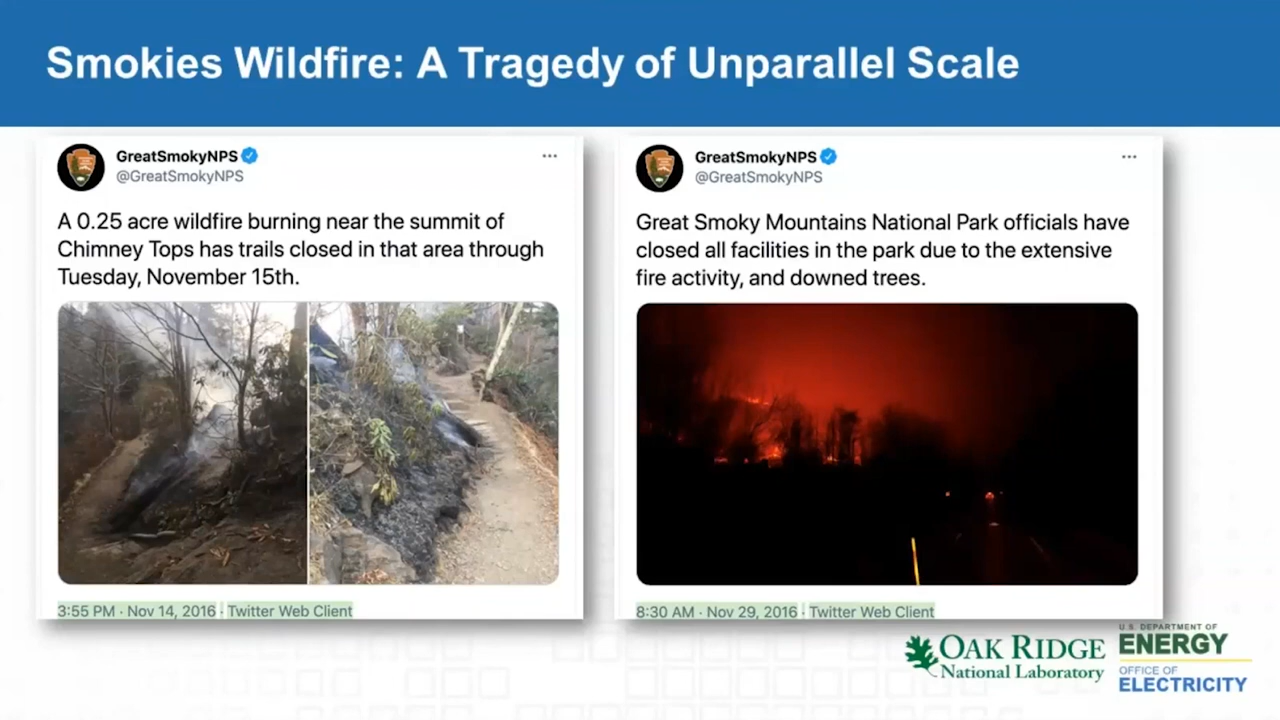 Smokies Wildfire: A Tragedy of Unparallel Scale
GreatSmokyNPS
@GreatSmokyNPS
A 0.25 acre wildfire burning near the summit of
Chimney Tops has trails closed in that area through
Tuesday, November 15th.
3:55 PM · Nov 14, 2016 · Twitter Web Client
GreatSmokyNPS
@GreatSmokyNPS
Great Smoky Mountains National Park officials have
closed all facilities in the park due to the extensive
fire activity, and downed trees.
8:30 AM · Nov 29, 2016 · Twitter Web Client
OAK RIDGE
National Laboratory
U.S. DEPARTMENT OF
ENERGY
OFFICE OF
ELECTRICITY